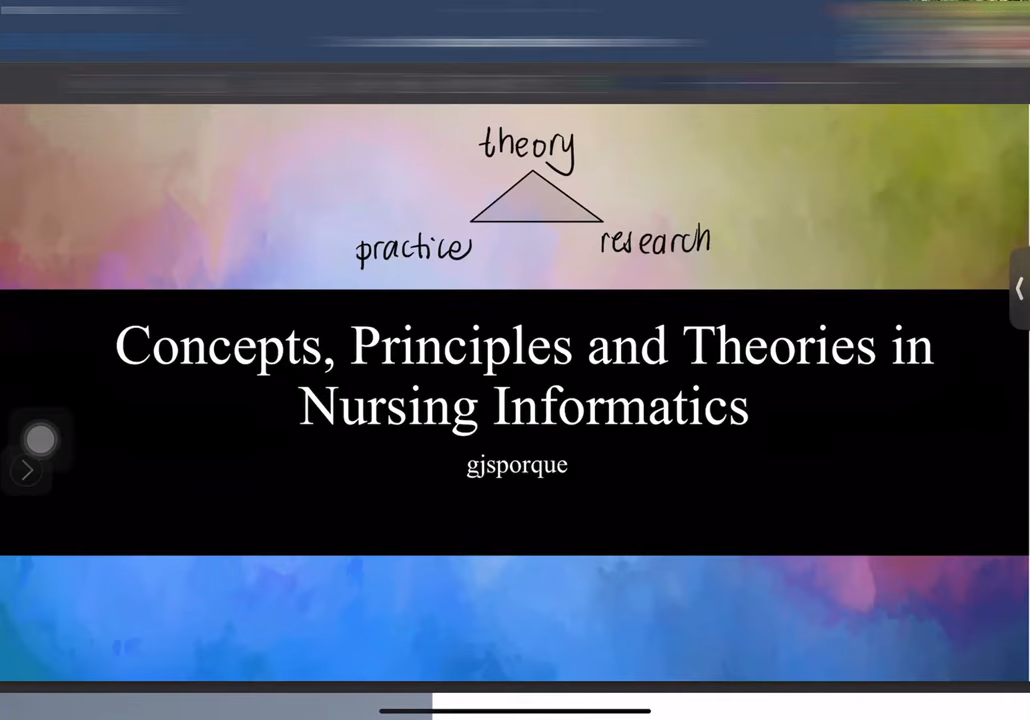 theory
practice research
Concepts, Principles and Theories in
Nursing Informatics
gjsporque